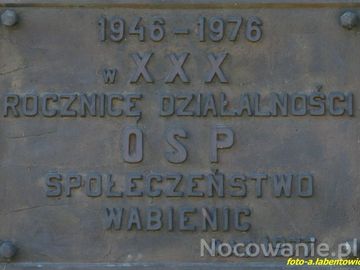 1946 – 1976
w XXX
ROCZNICĘ DZIAŁALNOŚCI
OSP
SPOŁECZEŃSTWO
WABIENIC
Nocowanie.pl
foto-a.labentowicz